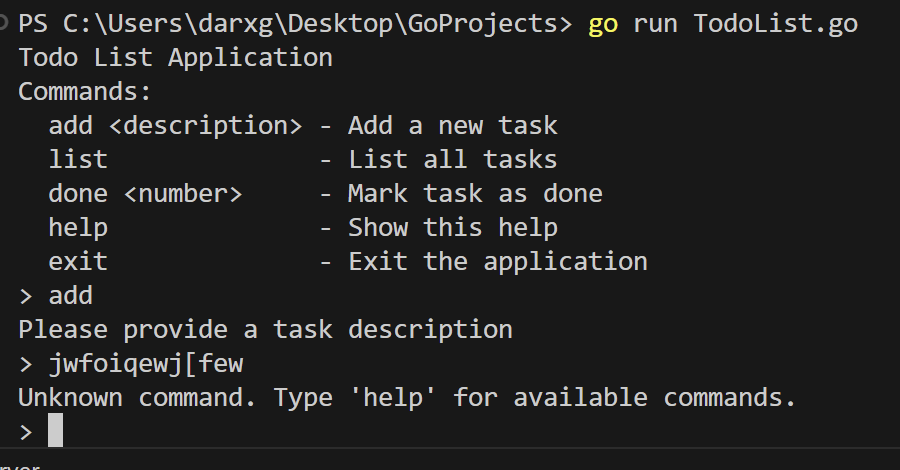 PS C:\Users\darxg\Desktop\GoProjects> go run TodoList.go
Todo List Application
Commands:
  add <description> - Add a new task
  list              - List all tasks
  done <number>     - Mark task as done
  help              - Show this help
  exit              - Exit the application
> add
Please provide a task description
> jwfoiqewj[few
Unknown command. Type 'help' for available commands.
>